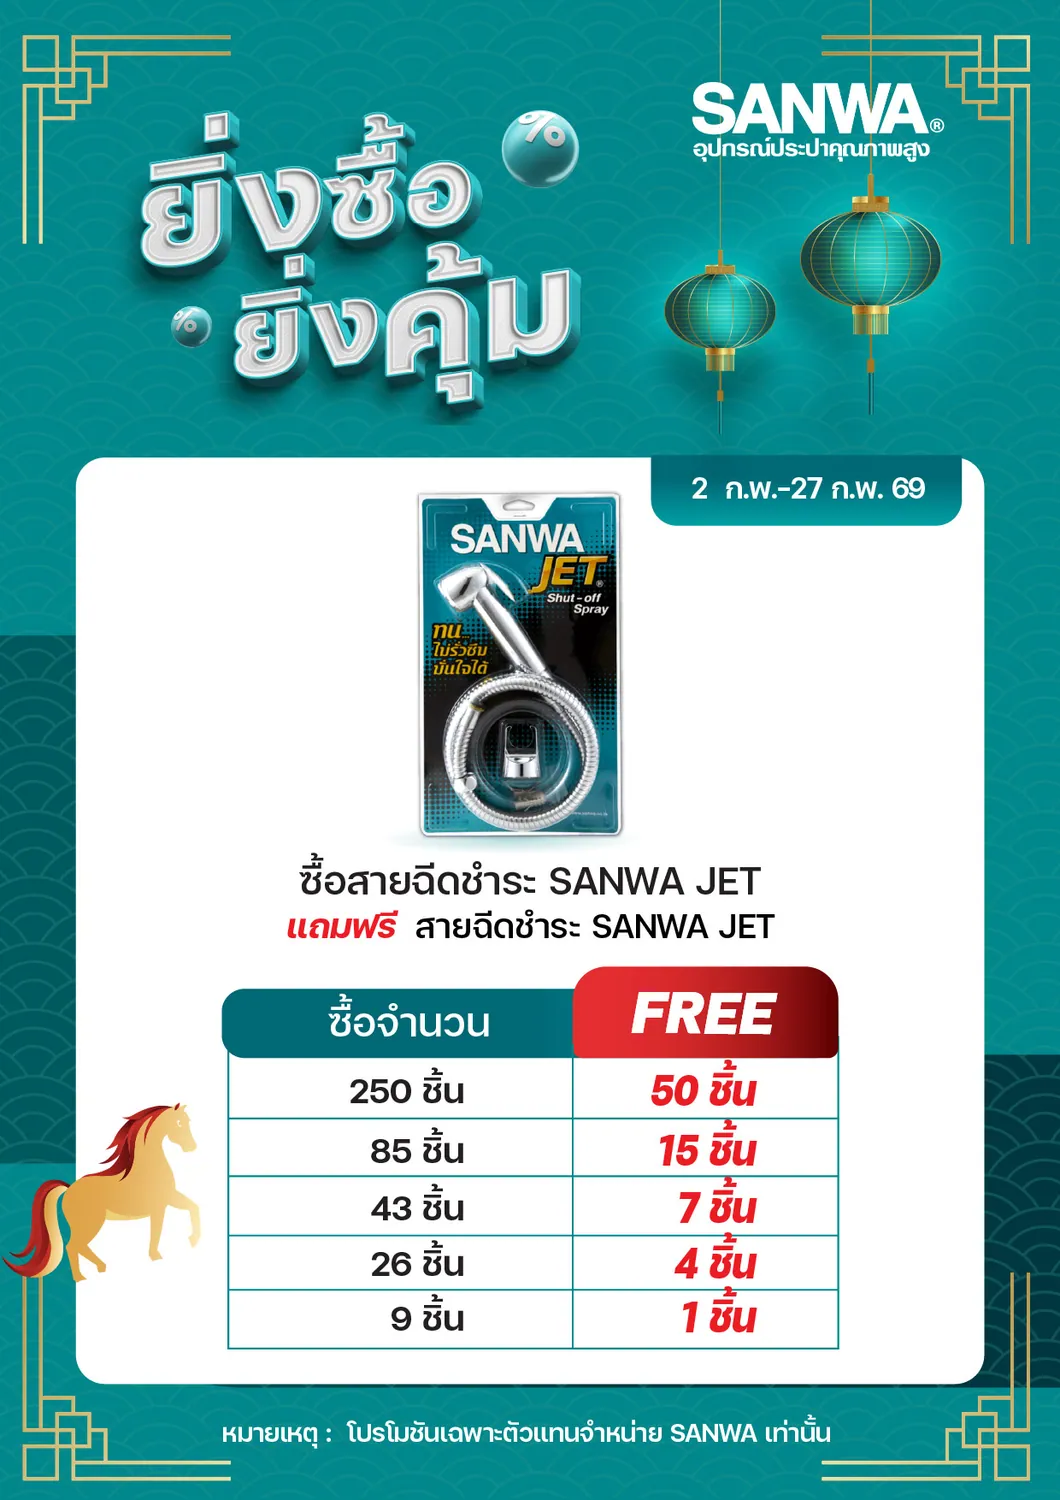 SANWA®
อุปกรณ์ประปาคุณภาพสูง
%
ยิ่งซื้อ
%
ยิ่งคุ้ม
2 ก.พ.-27 ก.พ. 69
SANWA
JET®
Shut-off
Spray
ทน...
ไม่รั่วซึม
มั่นใจได้
ซื้อสายฉีดชำระ SANWA JET
แถมฟรี สายฉีดชำระ SANWA JET
ซื้อจำนวน FREE
250 ชิ้น 50 ชิ้น
85 ชิ้น 15 ชิ้น
43 ชิ้น 7 ชิ้น
26 ชิ้น 4 ชิ้น
9 ชิ้น 1 ชิ้น
หมายเหตุ : โปรโมชันเฉพาะตัวแทนจำหน่าย SANWA เท่านั้น